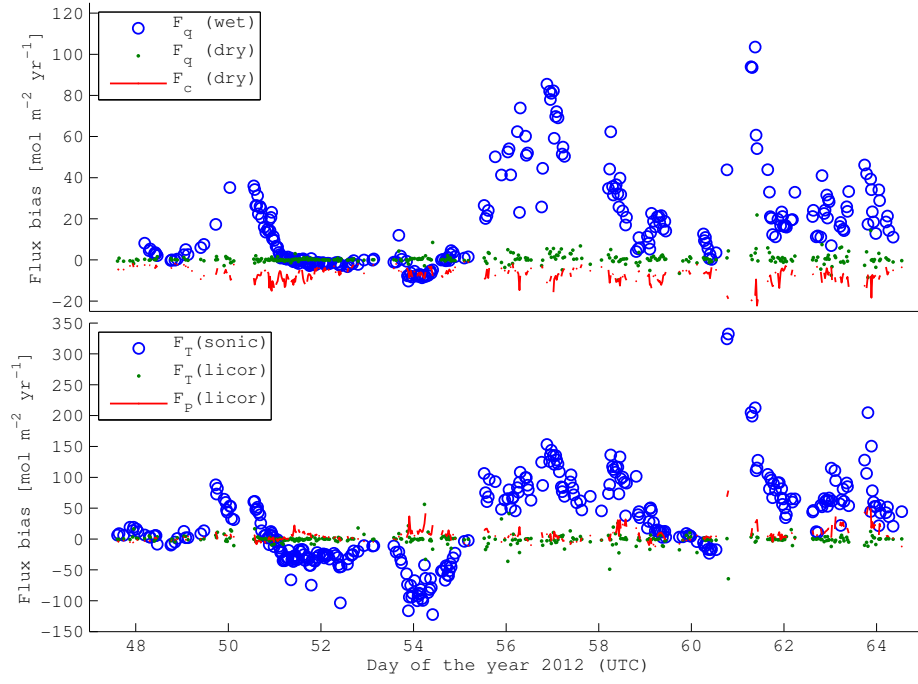 120
100
80
60
40
20
0
−20
Flux bias [mol m⁻² yr⁻¹]
F_q (wet)
F_q (dry)
F_c (dry)
350
300
250
200
150
100
50
0
−50
−100
−150
Flux bias [mol m⁻² yr⁻¹]
F_T(sonic)
F_T(licor)
F_P(licor)
48 50 52 54 56 58 60 62 64
Day of the year 2012 (UTC)